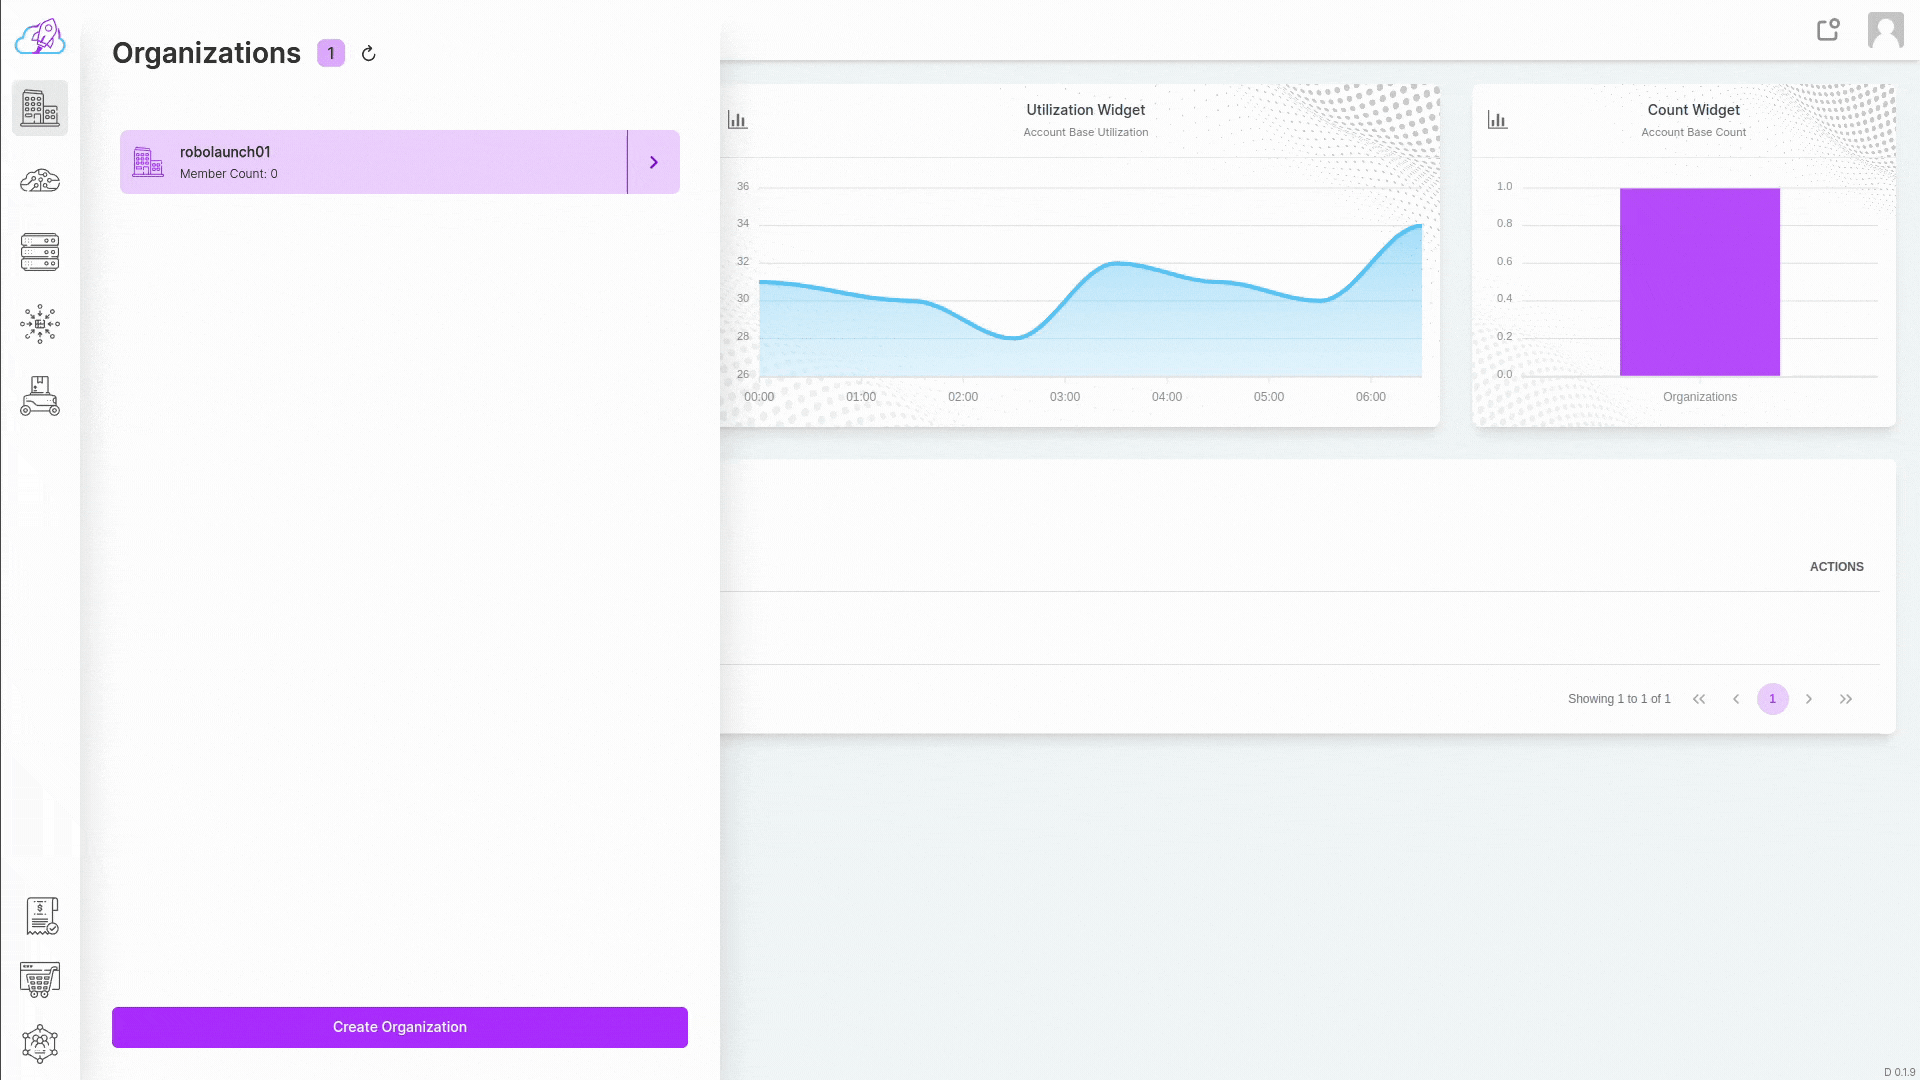 Organizations 1
robolaunch01
Member Count: 0
Create Organization
Utilization Widget
Account Base Utilization
36
34
32
30
28
26
00:00 01:00 02:00 03:00 04:00 05:00 06:00
Count Widget
Account Base Count
1.0
0.8
0.6
0.4
0.2
0.0
Organizations
ACTIONS
Showing 1 to 1 of 1
1
D 0.1.9